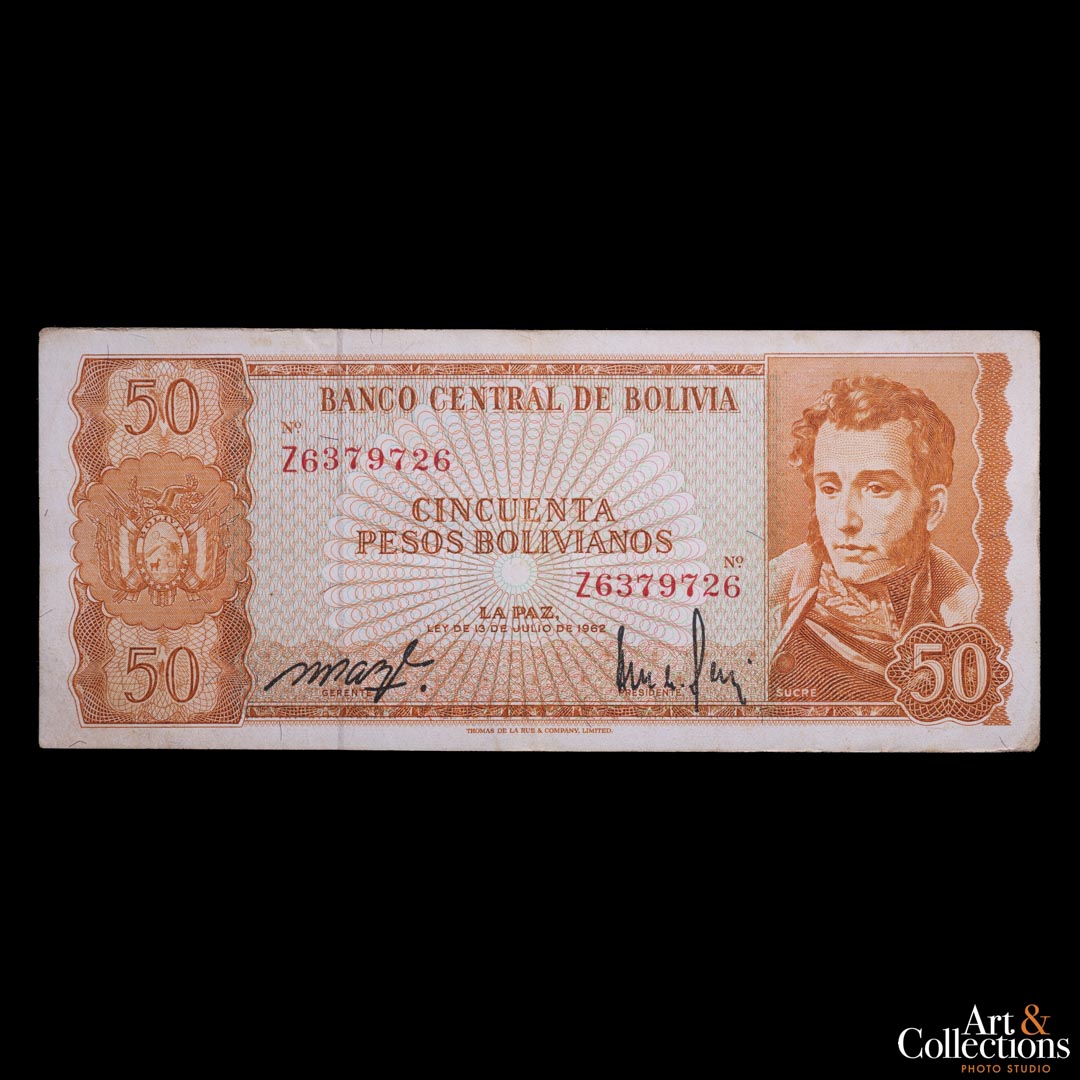 50
BANCO CENTRAL DE BOLIVIA
Nº
Z6379726
CINCUENTA
PESOS BOLIVIANOS
Nº
Z6379726
LA PAZ,
LEY DE 13 DE JULIO DE 1962
GERENTE
PRESIDENTE
SUCRE
50
50
BOLIVIA
THOMAS DE LA RUE & COMPANY, LIMITED.
Art &
Collections
PHOTO STUDIO